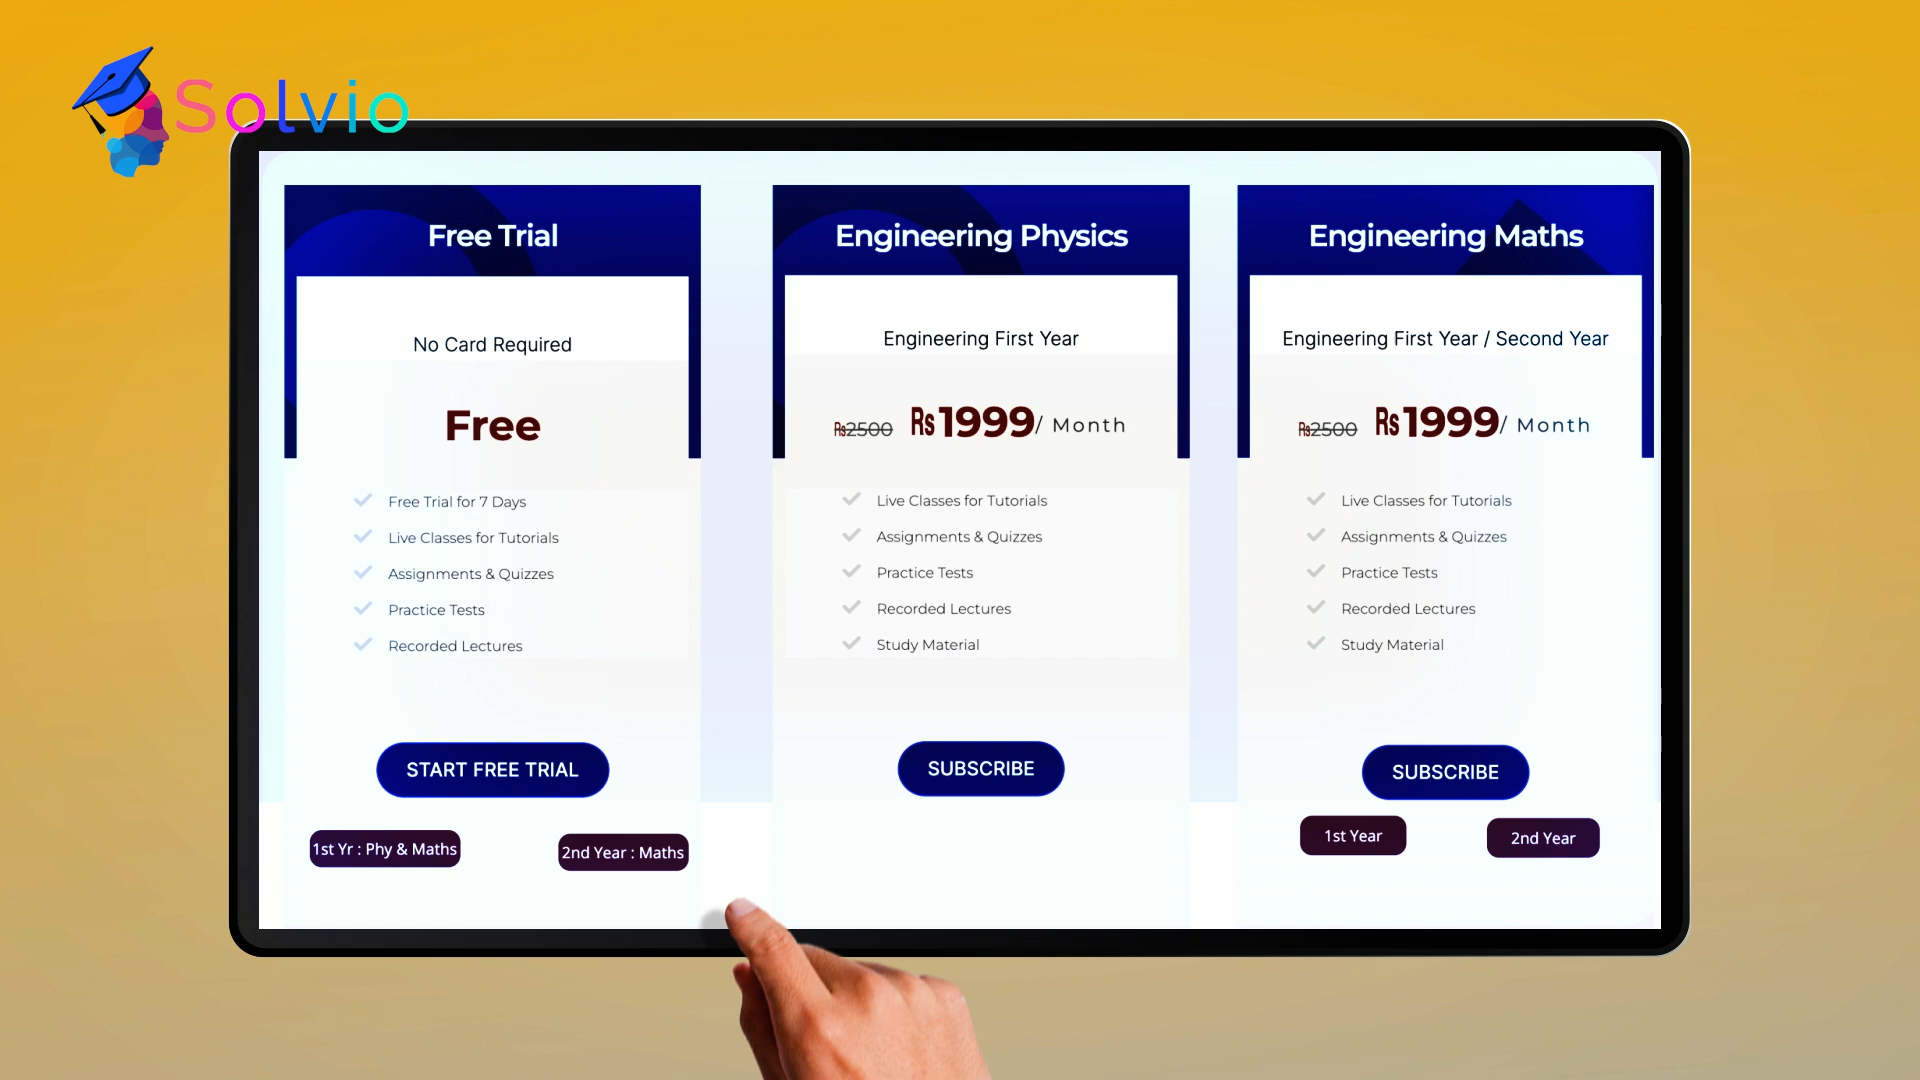 Solvio
Free Trial
No Card Required
Free
Free Trial for 7 Days
Live Classes for Tutorials
Assignments & Quizzes
Practice Tests
Recorded Lectures
START FREE TRIAL
1st Yr : Phy & Maths
2nd Year : Maths
Engineering Physics
Engineering First Year
Rs2500 Rs1999/ Month
Live Classes for Tutorials
Assignments & Quizzes
Practice Tests
Recorded Lectures
Study Material
SUBSCRIBE
Engineering Maths
Engineering First Year / Second Year
Rs2500 Rs1999/ Month
Live Classes for Tutorials
Assignments & Quizzes
Practice Tests
Recorded Lectures
Study Material
SUBSCRIBE
1st Year
2nd Year